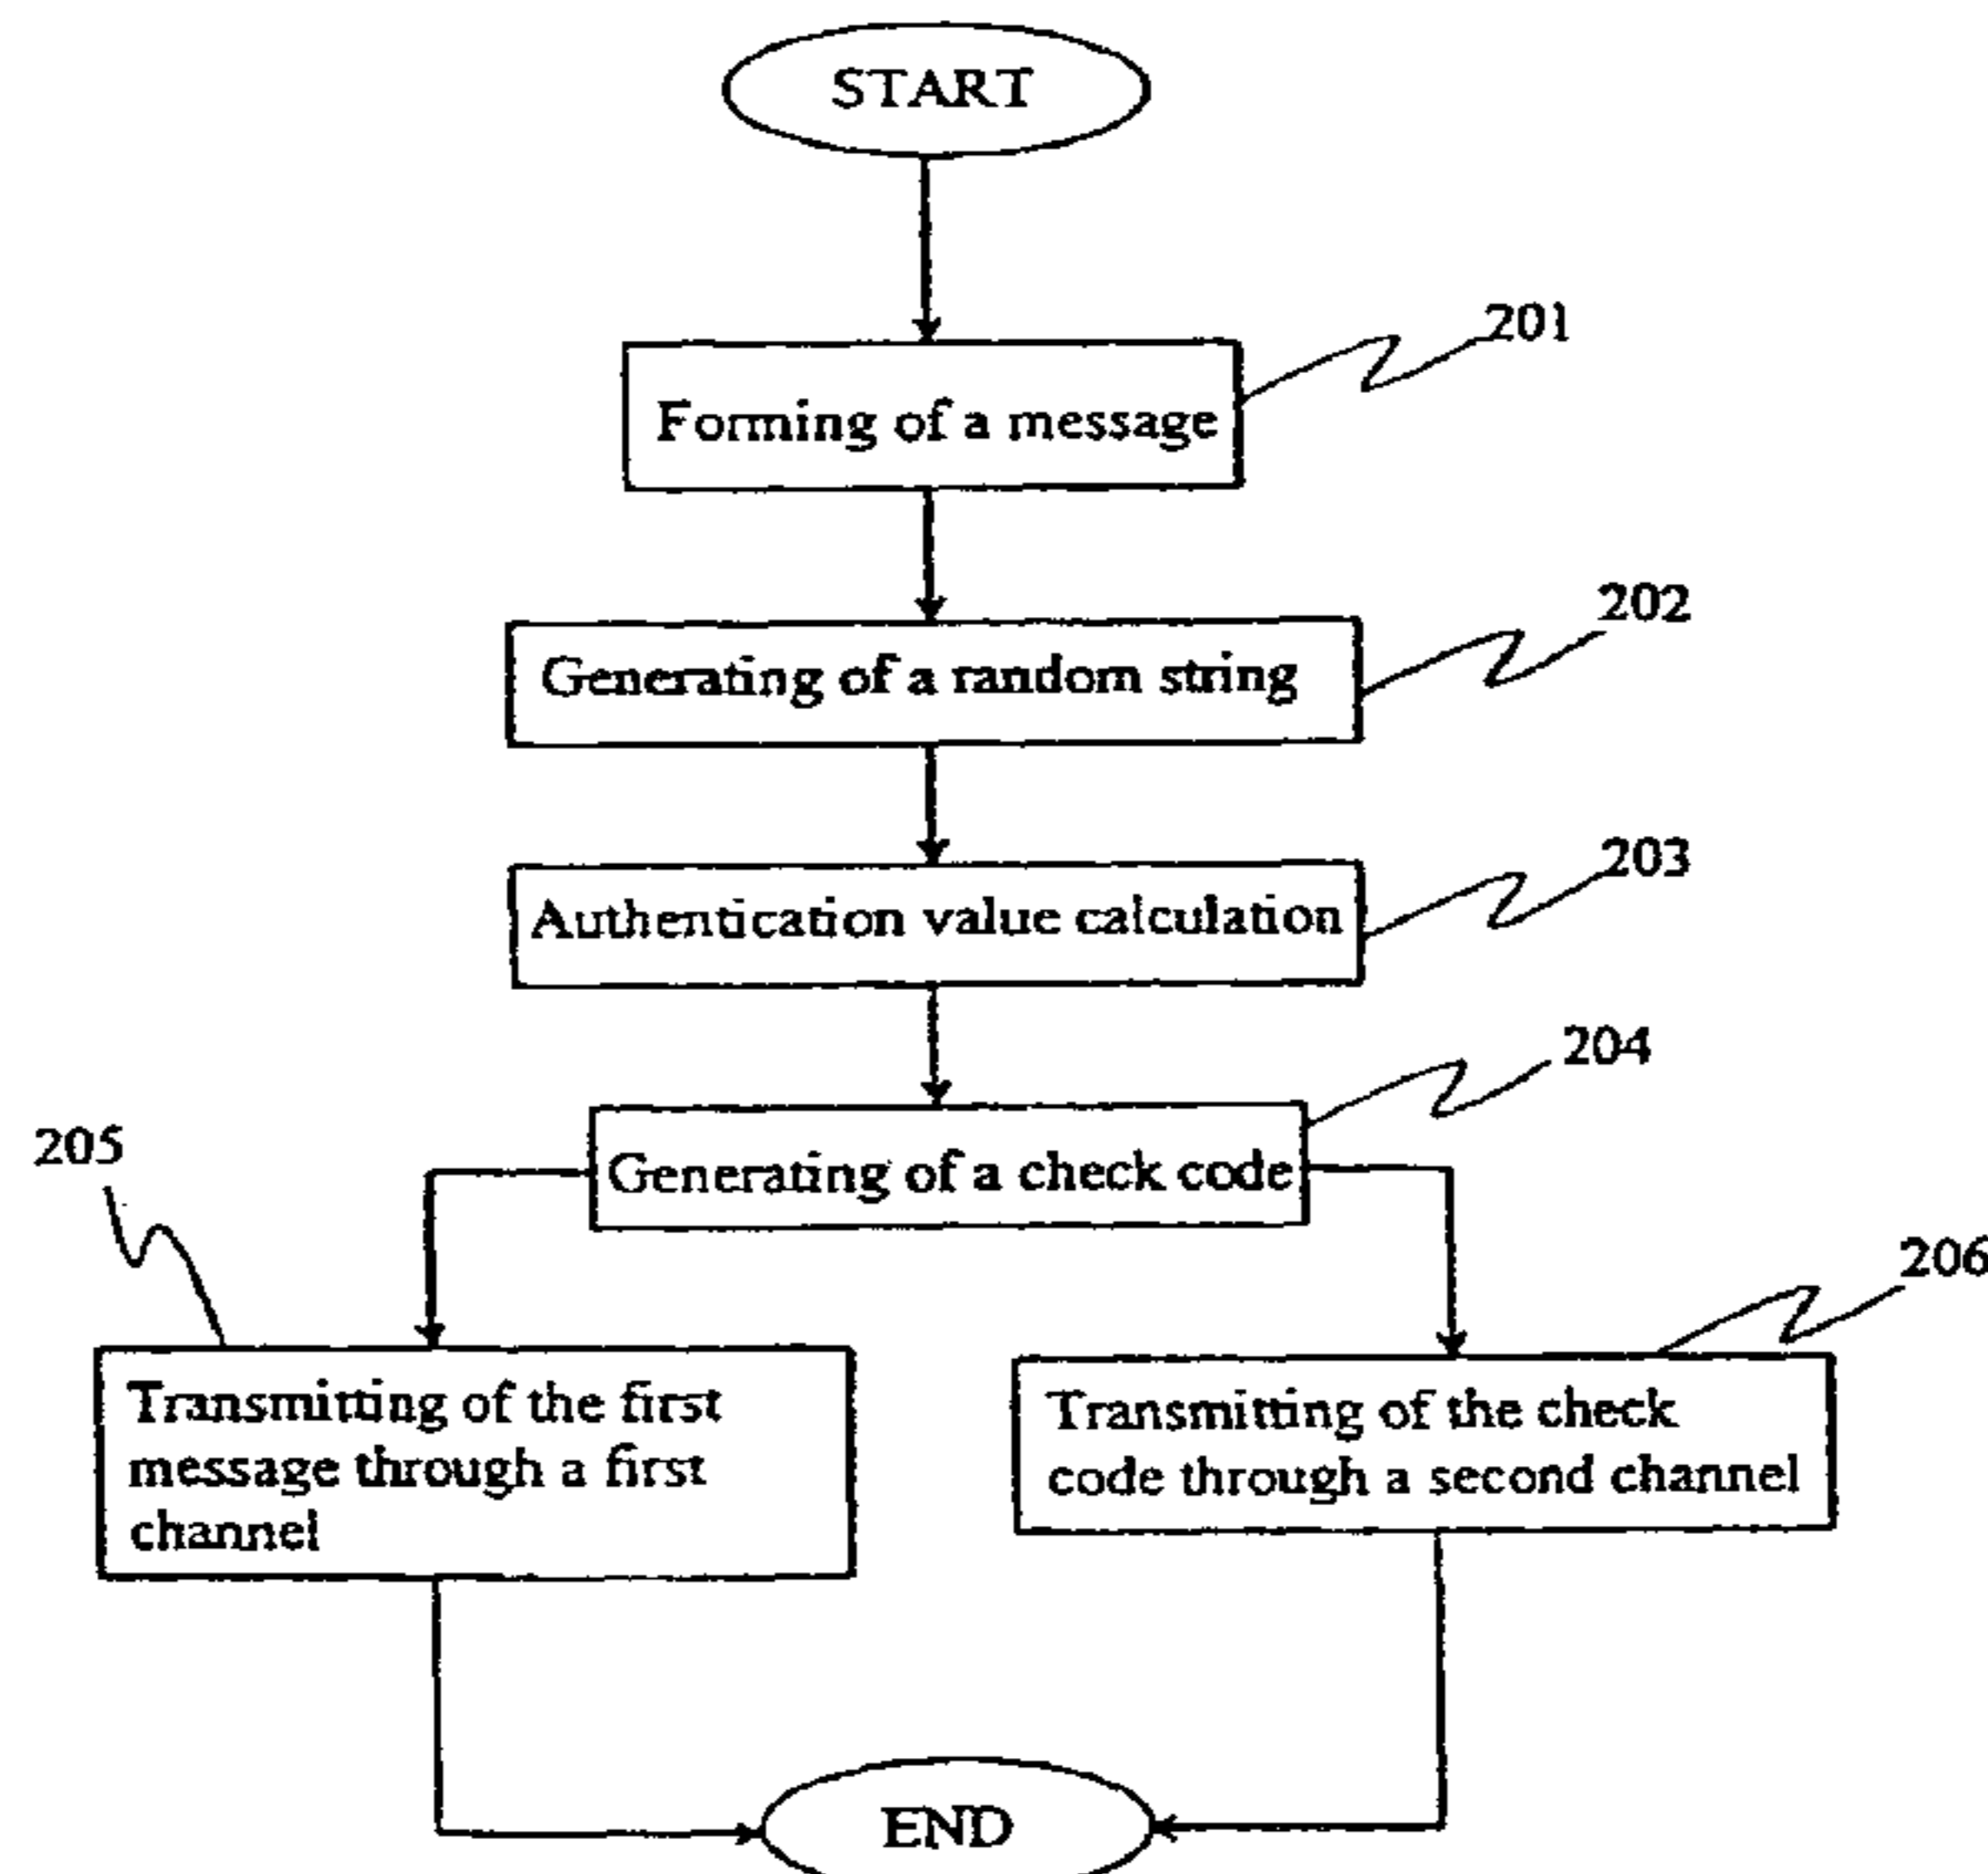 START
201
Forming of a message
202
Generating of a random string
203
Authentication value calculation
204
Generating of a check code
205
206
Transmitting of the first
message through a first
channel
Transmitting of the check
code through a second channel
END